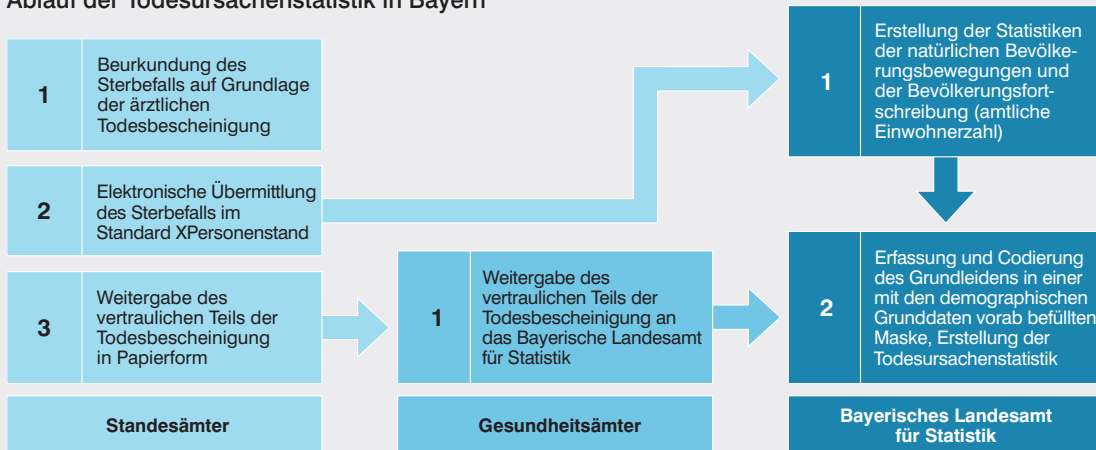 Ablauf der Todesursachenstatistik in Bayern
1
Beurkundung des
Sterbefalls auf Grundlage
der ärztlichen
Todesbescheinigung
2
Elektronische Übermittlung
des Sterbefalls im
Standard XPersonenstand
3
Weitergabe des
vertraulichen Teils der
Todesbescheinigung
in Papierform
Standesämter
1
Weitergabe des
vertraulichen Teils der
Todesbescheinigung an
das Bayerische Landesamt
für Statistik
Gesundheitsämter
1
Erstellung der Statistiken
der natürlichen Bevölke-
rungsbewegungen und
der Bevölkerungsfort-
schreibung (amtliche
Einwohnerzahl)
2
Erfassung und Codierung
des Grundleidens in einer
mit den demographischen
Grunddaten vorab befüllten
Maske, Erstellung der
Todesursachenstatistik
Bayerisches Landesamt
für Statistik